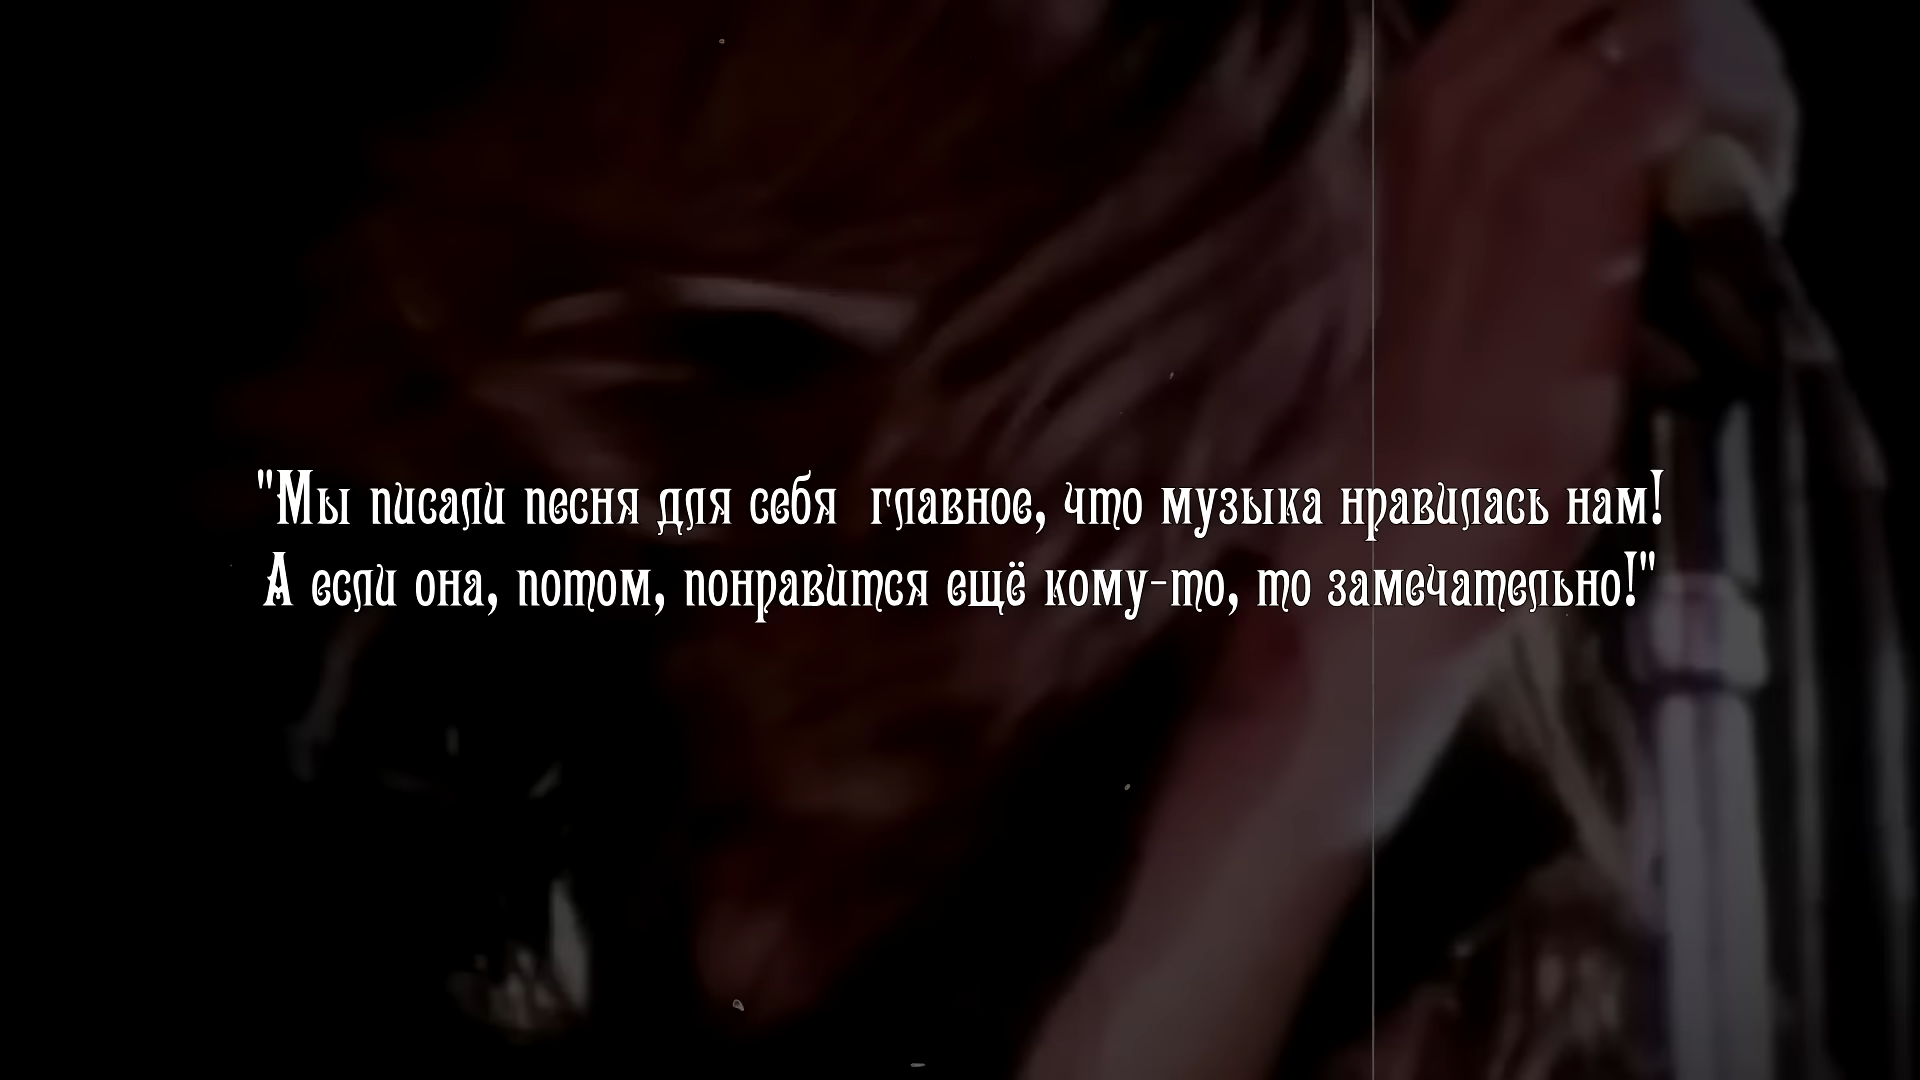 "Мы писали песня для себя  главное, что музыка нравилась нам!
А если она, потом, понравится ещё кому-то, то замечательно!"